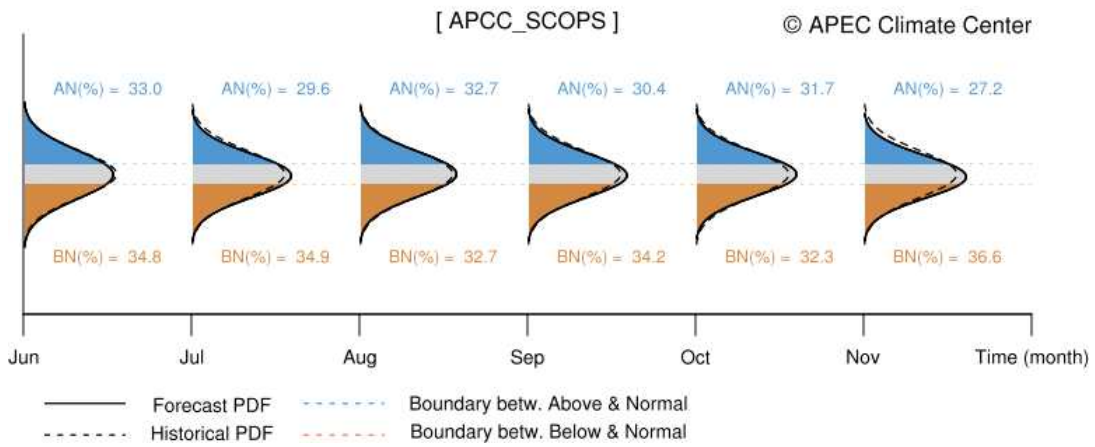 [ APCC_SCOPS ]
© APEC Climate Center
AN(%) = 33.0
AN(%) = 29.6
AN(%) = 32.7
AN(%) = 30.4
AN(%) = 31.7
AN(%) = 27.2
BN(%) = 34.8
BN(%) = 34.9
BN(%) = 32.7
BN(%) = 34.2
BN(%) = 32.3
BN(%) = 36.6
Jun
Jul
Aug
Sep
Oct
Nov
Time (month)
Forecast PDF
Boundary betw. Above & Normal
Historical PDF
Boundary betw. Below & Normal